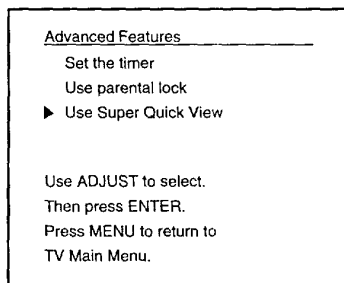 Advanced Features
Set the timer
Use parental lock
▶ Use Super Quick View
Use ADJUST to select.
Then press ENTER.
Press MENU to return to
TV Main Menu.